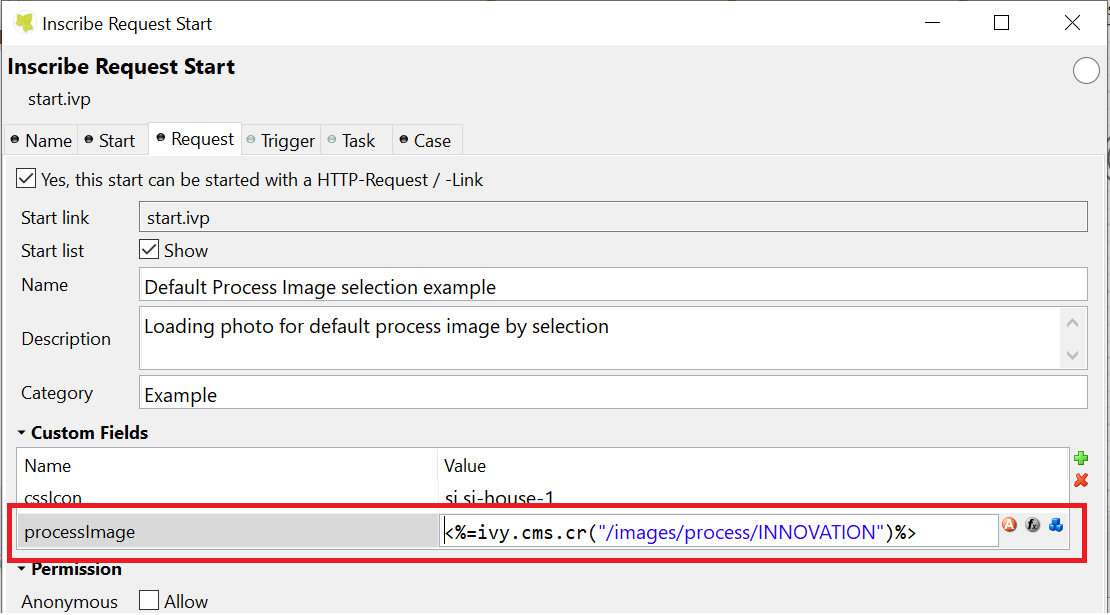 Inscribe Request Start
Inscribe Request Start
start.ivp
Name Start Request Trigger Task Case
Yes, this start can be started with a HTTP-Request / -Link
Start link start.ivp
Start list Show
Name Default Process Image selection example
Description Loading photo for default process image by selection
Category Example
Custom Fields
Name Value
cssIcon si si-house-1
processImage <%=ivy.cms.cr("/images/process/INNOVATION")%>
Permission
Anonymous Allow